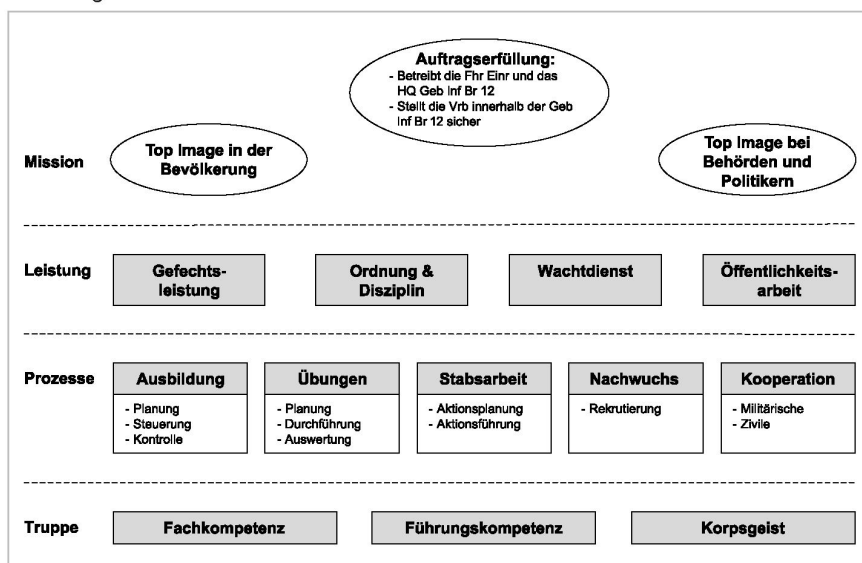 Auftragserfüllung:
- Betreibt die Fhr Einr und das
HQ Geb Inf Br 12
- Stellt die Vrb innerhalb der Geb
Inf Br 12 sicher
Mission
Top Image in der
Bevölkerung
Top Image bei
Behörden und
Politikern
Leistung
Gefechts-
leistung
Ordnung &
Disziplin
Wachtdienst
Öffentlichkeits-
arbeit
Prozesse
Ausbildung
- Planung
- Steuerung
- Kontrolle
Übungen
- Planung
- Durchführung
- Auswertung
Stabsarbeit
- Aktionsplanung
- Aktionsführung
Nachwuchs
- Rekrutierung
Kooperation
- Militärische
- Zivile
Truppe
Fachkompetenz
Führungskompetenz
Korpsgeist